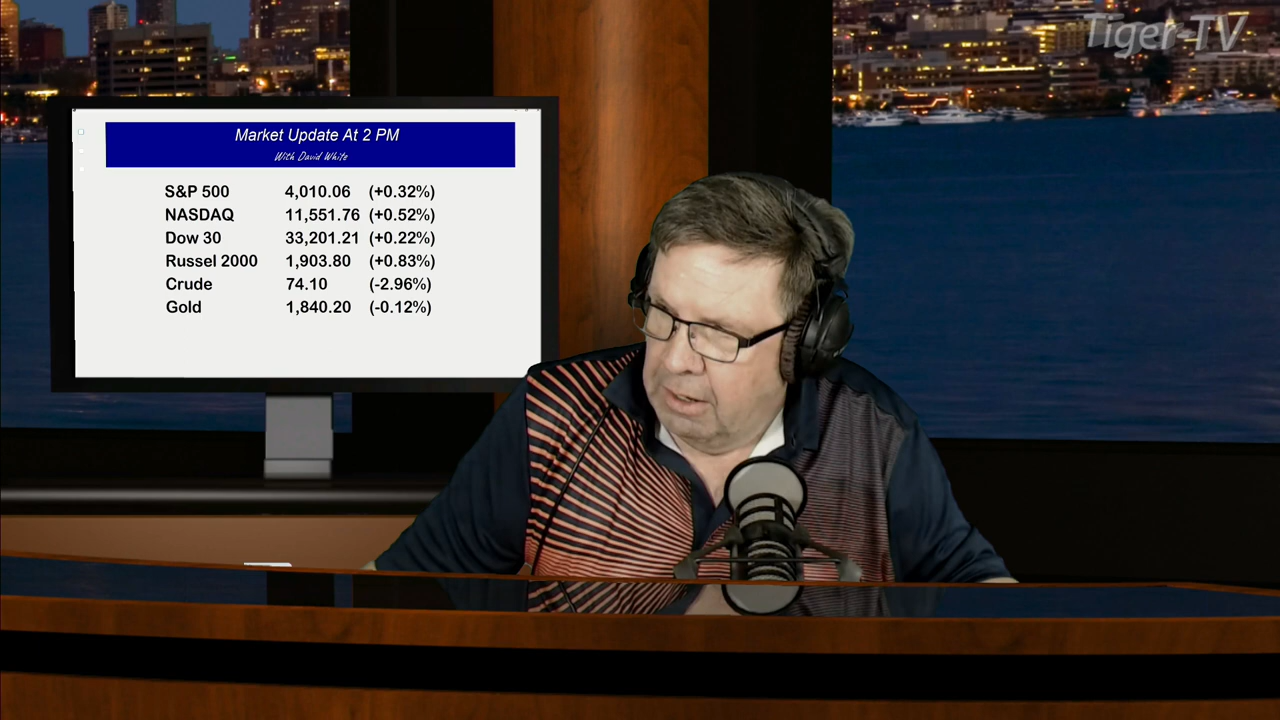 Tiger-TV
Market Update At 2 PM
With David White
S&P 500 4,010.06 (+0.32%)
NASDAQ 11,551.76 (+0.52%)
Dow 30 33,201.21 (+0.22%)
Russel 2000 1,903.80 (+0.83%)
Crude 74.10 (-2.96%)
Gold 1,840.20 (-0.12%)